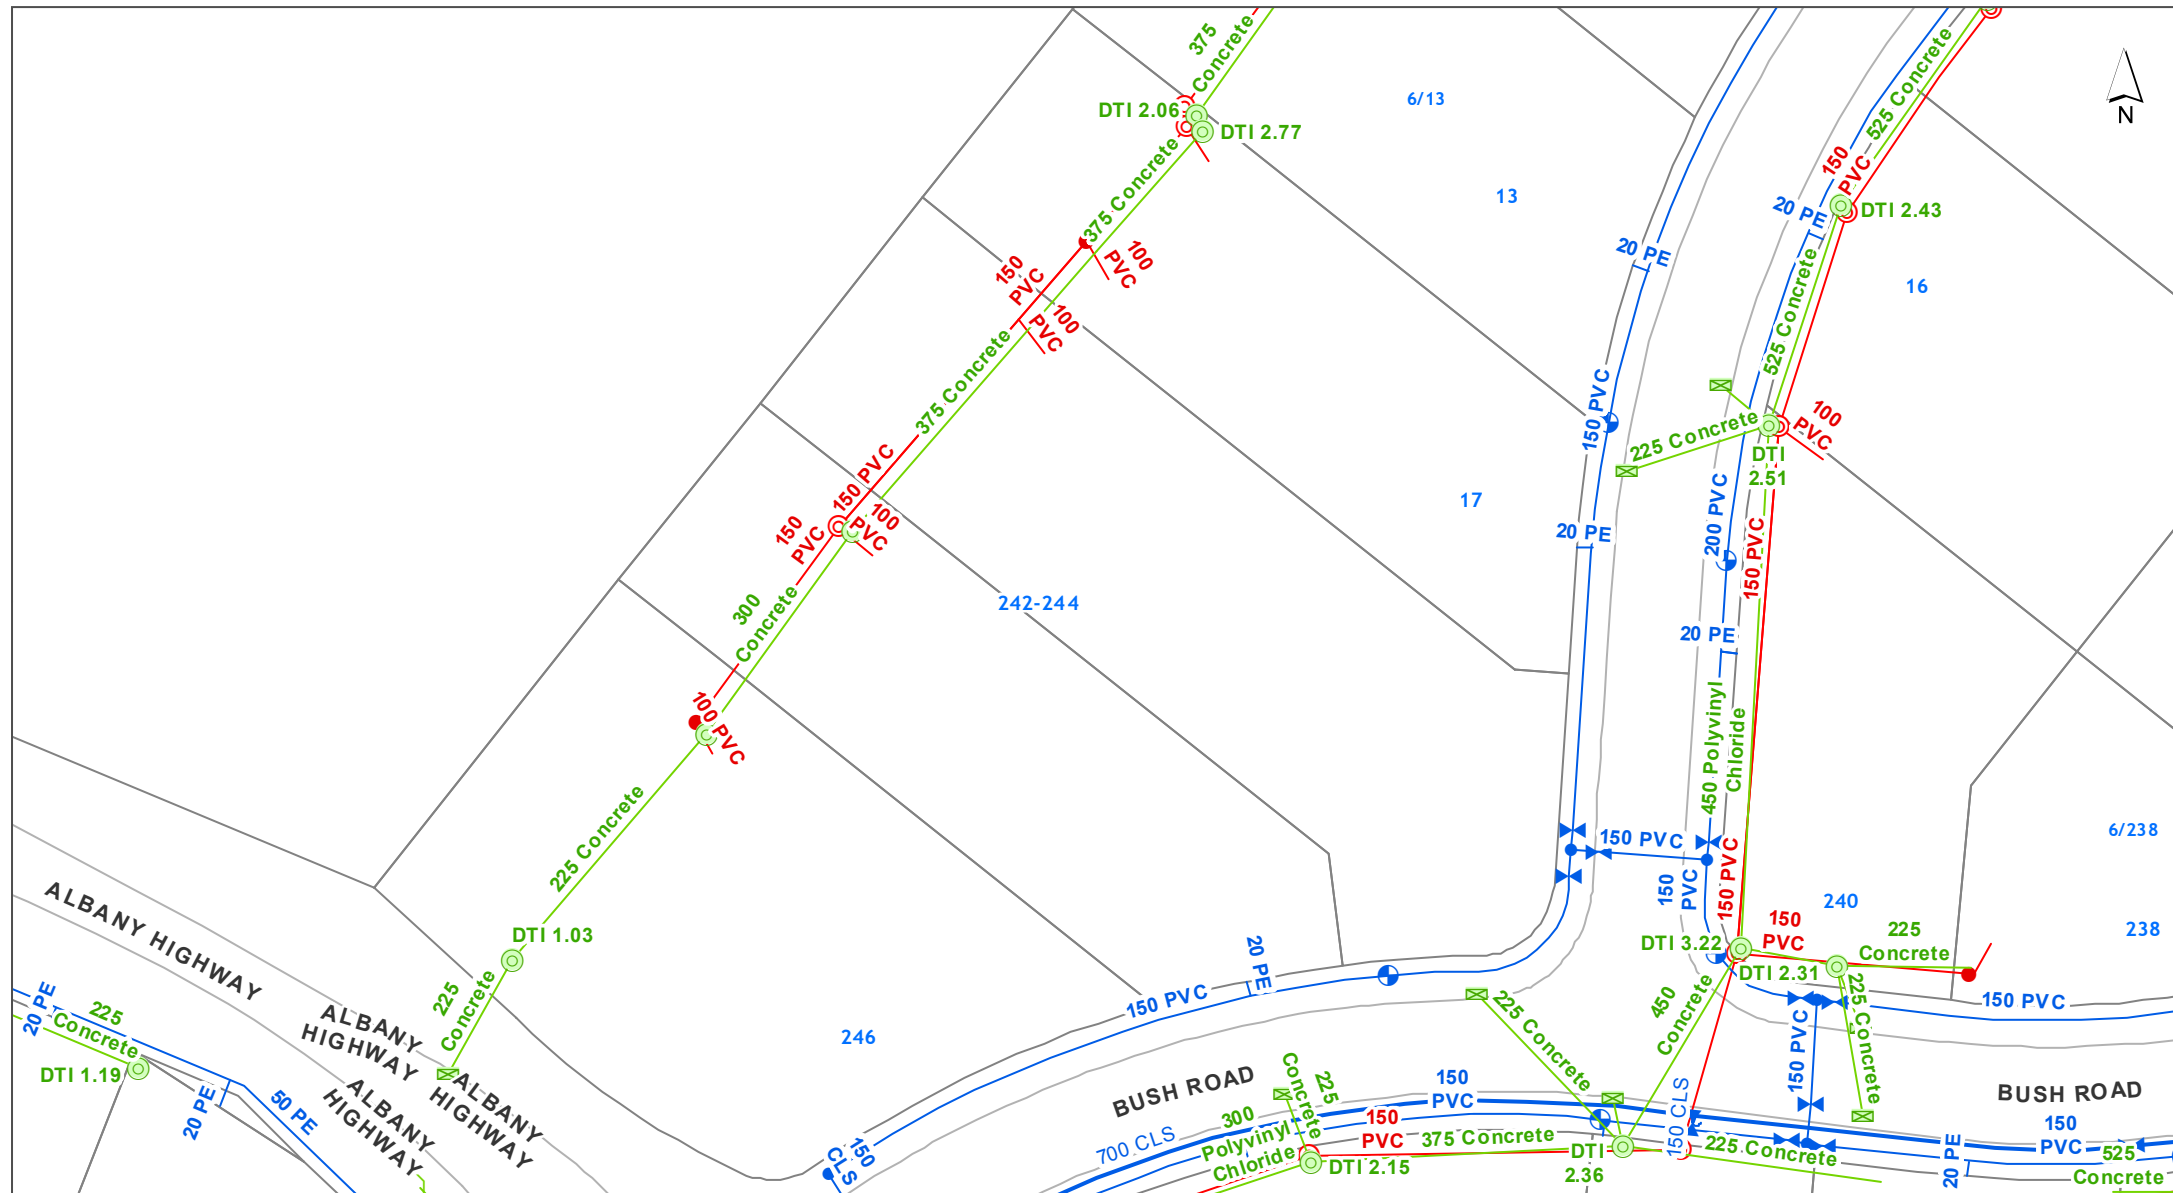 375
Concrete
DTI 2.06
DTI 2.77
6/13
525 Concrete
N
375 Concrete
13
150
PVC
20 PE
DTI 2.43
150
PVC
100
PVC
20 PE
16
100
PVC
375 Concrete
525 Concrete
150 PVC
100
PVC
225 Concrete
DTI
2.51
150 PVC
150
PVC
100
PVC
17
20 PE
200 PVC
150 PVC
300
Concrete
242-244
20 PE
100 PVC
450 Polyvinyl
Chloride
225 Concrete
150 PVC
6/238
150
PVC
150 PVC
240
150
PVC
225
Concrete
238
ALBANY HIGHWAY
DTI 1.03
DTI 3.22
DTI 2.31
20 PE
150 PVC
225
Concrete
225 Concrete
450
Concrete
225 Concrete
150 PVC
20 PE
225
Concrete
ALBANY
HIGHWAY
246
150 PVC
DTI 1.19
20 PE
50 PE
ALBANY
HIGHWAY
ALBANY
HIGHWAY
BUSH ROAD
225
Concrete
150
PVC
150 CLS
BUSH ROAD
150
CLS
700 CLS
300
Polyvinyl
Chloride
150
PVC
375 Concrete
DTI 2.15
DTI
2.36
225 Concrete
20 PE
150
PVC
525
Concrete